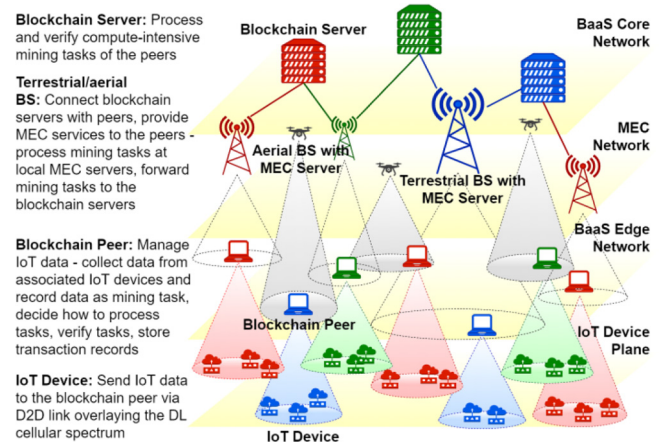 Blockchain Server: Process
and verify compute-intensive
mining tasks of the peers
Terrestrial/aerial
BS: Connect blockchain
servers with peers, provide
MEC services to the peers -
process mining tasks at
local MEC servers, forward
mining tasks to the
blockchain servers
Blockchain Peer: Manage
IoT data - collect data from
associated IoT devices and
record data as mining task,
decide how to process
tasks, verify tasks, store
transaction records
IoT Device: Send IoT data
to the blockchain peer via
D2D link overlaying the DL
cellular spectrum
Blockchain Server
BaaS Core
Network
MEC
Network
Aerial BS with
MEC Server
Terrestrial BS with
MEC Server
BaaS Edge
Network
Blockchain Peer
IoT Device
Plane
IoT Device